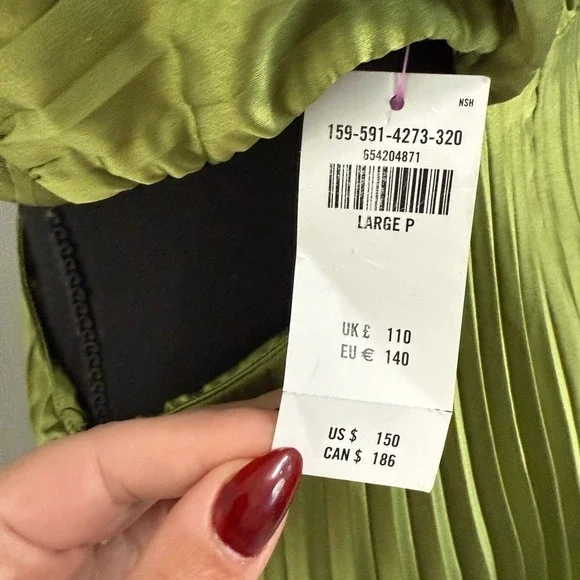 NSH
159-591-4273-320
654204871
LARGE P
UK £ 110
EU € 140
US $ 150
CAN $ 186